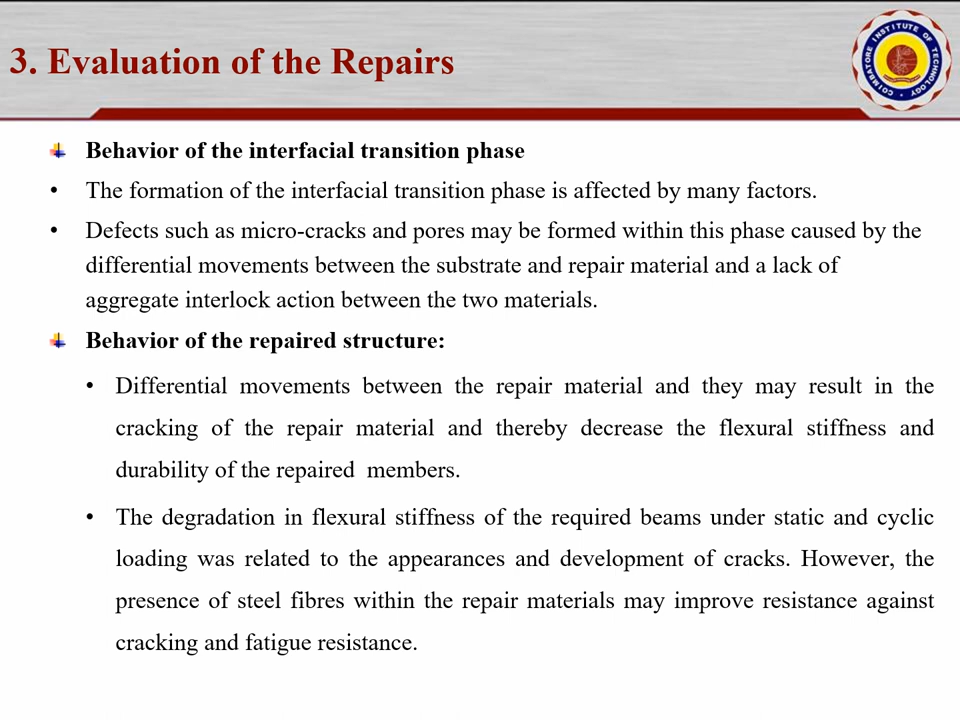 3. Evaluation of the Repairs
COIMBATORE INSTITUTE OF TECHNOLOGY
Behavior of the interfacial transition phase
• The formation of the interfacial transition phase is affected by many factors.
• Defects such as micro-cracks and pores may be formed within this phase caused by the
differential movements between the substrate and repair material and a lack of
aggregate interlock action between the two materials.
Behavior of the repaired structure:
• Differential movements between the repair material and they may result in the
cracking of the repair material and thereby decrease the flexural stiffness and
durability of the repaired members.
• The degradation in flexural stiffness of the required beams under static and cyclic
loading was related to the appearances and development of cracks. However, the
presence of steel fibres within the repair materials may improve resistance against
cracking and fatigue resistance.